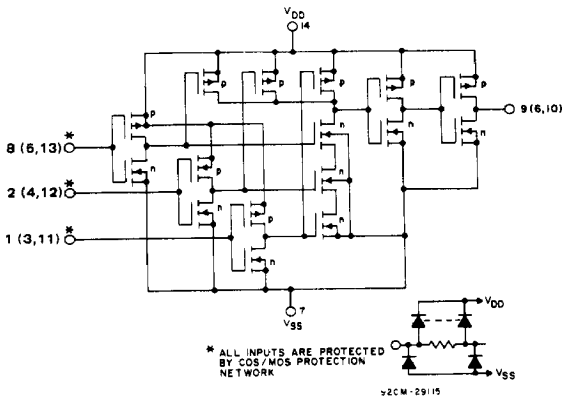 VDD
14
p
p
p
p
p
p
n
9 (6,10)
n
n
*
8 (6,13)
n
p
n
*
2 (4,12)
n
p
n
*
1 (3,11)
n
7
VSS
* ALL INPUTS ARE PROTECTED
BY COS/MOS PROTECTION
NETWORK
VDD
VSS
92CM-29115